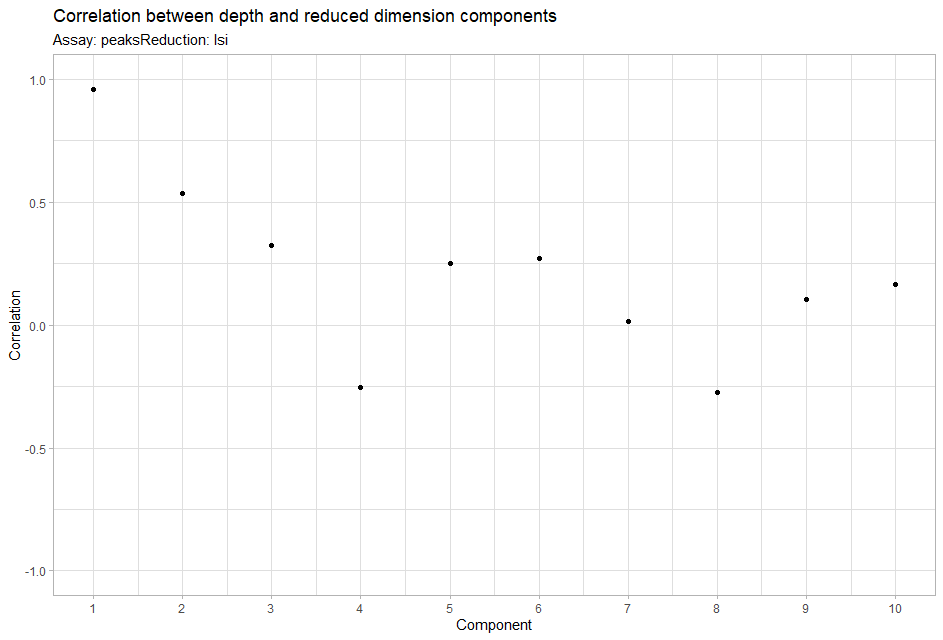 Correlation between depth and reduced dimension components
Assay: peaksReduction: lsi
1.0
0.5
0.0
-0.5
-1.0
Correlation
1 2 3 4 5 6 7 8 9 10
Component